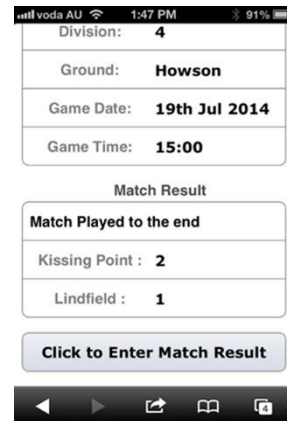 voda AU 1:47 PM 91%
Division: 4
Ground: Howson
Game Date: 19th Jul 2014
Game Time: 15:00
Match Result
Match Played to the end
Kissing Point : 2
Lindfield : 1
Click to Enter Match Result
4